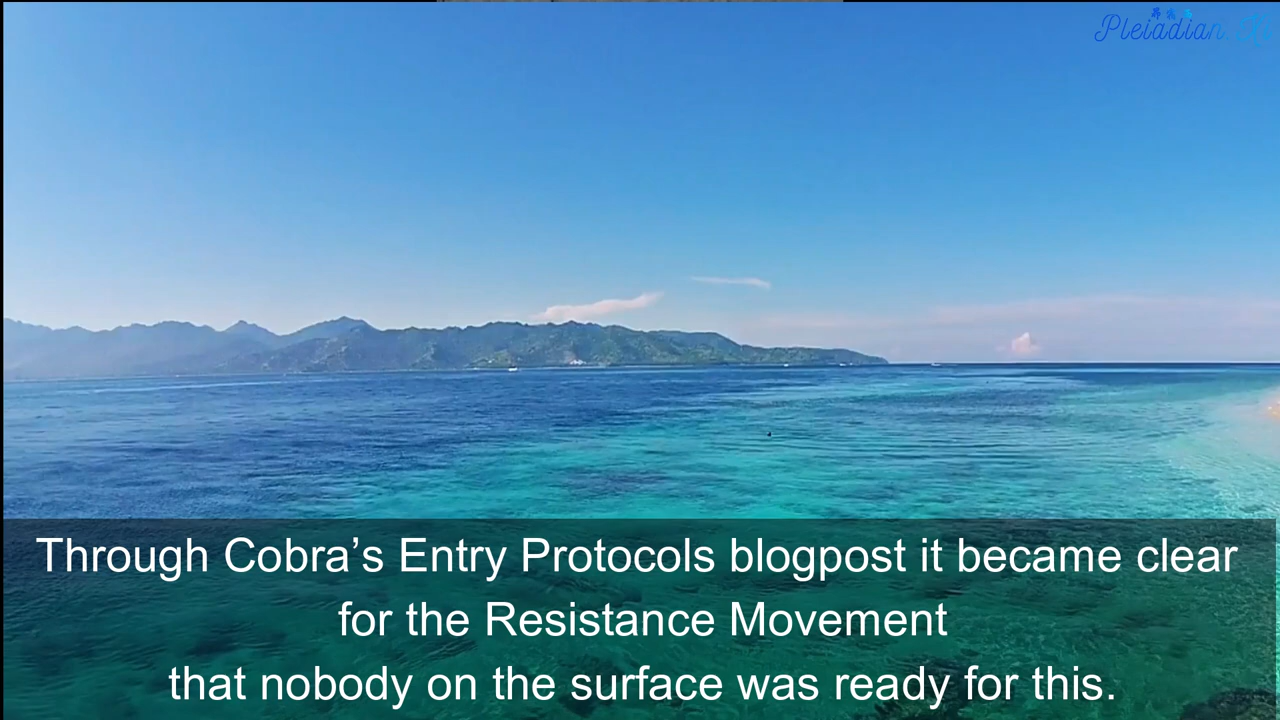 Pleiadian
Through Cobra’s Entry Protocols blogpost it became clear
for the Resistance Movement
that nobody on the surface was ready for this.